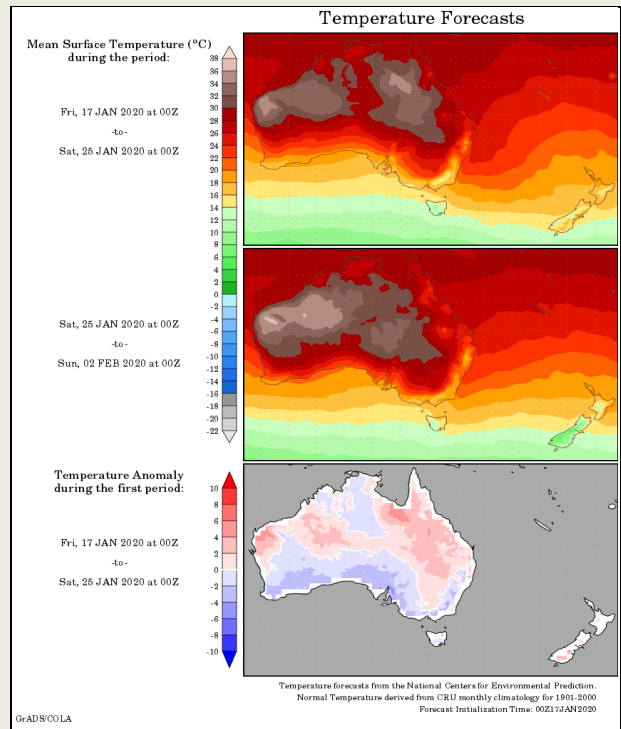 Temperature Forecasts
Mean Surface Temperature (°C)
during the period:
Fri, 17 JAN 2020 at 00Z
-to-
Sat, 25 JAN 2020 at 00Z
38
36
34
32
30
28
26
24
22
20
18
16
14
12
10
8
6
4
2
0
-2
-4
-6
-8
-10
-12
-14
-16
-18
-20
-22
Sat, 25 JAN 2020 at 00Z
-to-
Sun, 02 FEB 2020 at 00Z
Temperature Anomaly
during the first period:
Fri, 17 JAN 2020 at 00Z
-to-
Sat, 25 JAN 2020 at 00Z
10
8
6
4
2
0
-2
-4
-6
-8
-10
Temperature forecasts from the National Centers for Environmental Prediction.
Normal Temperature derived from CRU monthly climatology for 1901-2000
Forecast Initialization Time: 00Z17JAN2020
GrADS/COLA